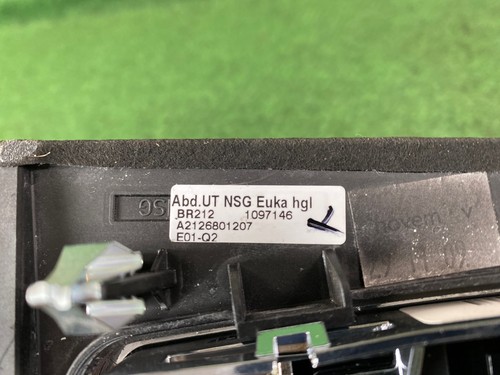 Abd.UT NSG Euka hgl
BR212 1097146
A2126801207
E01-Q2